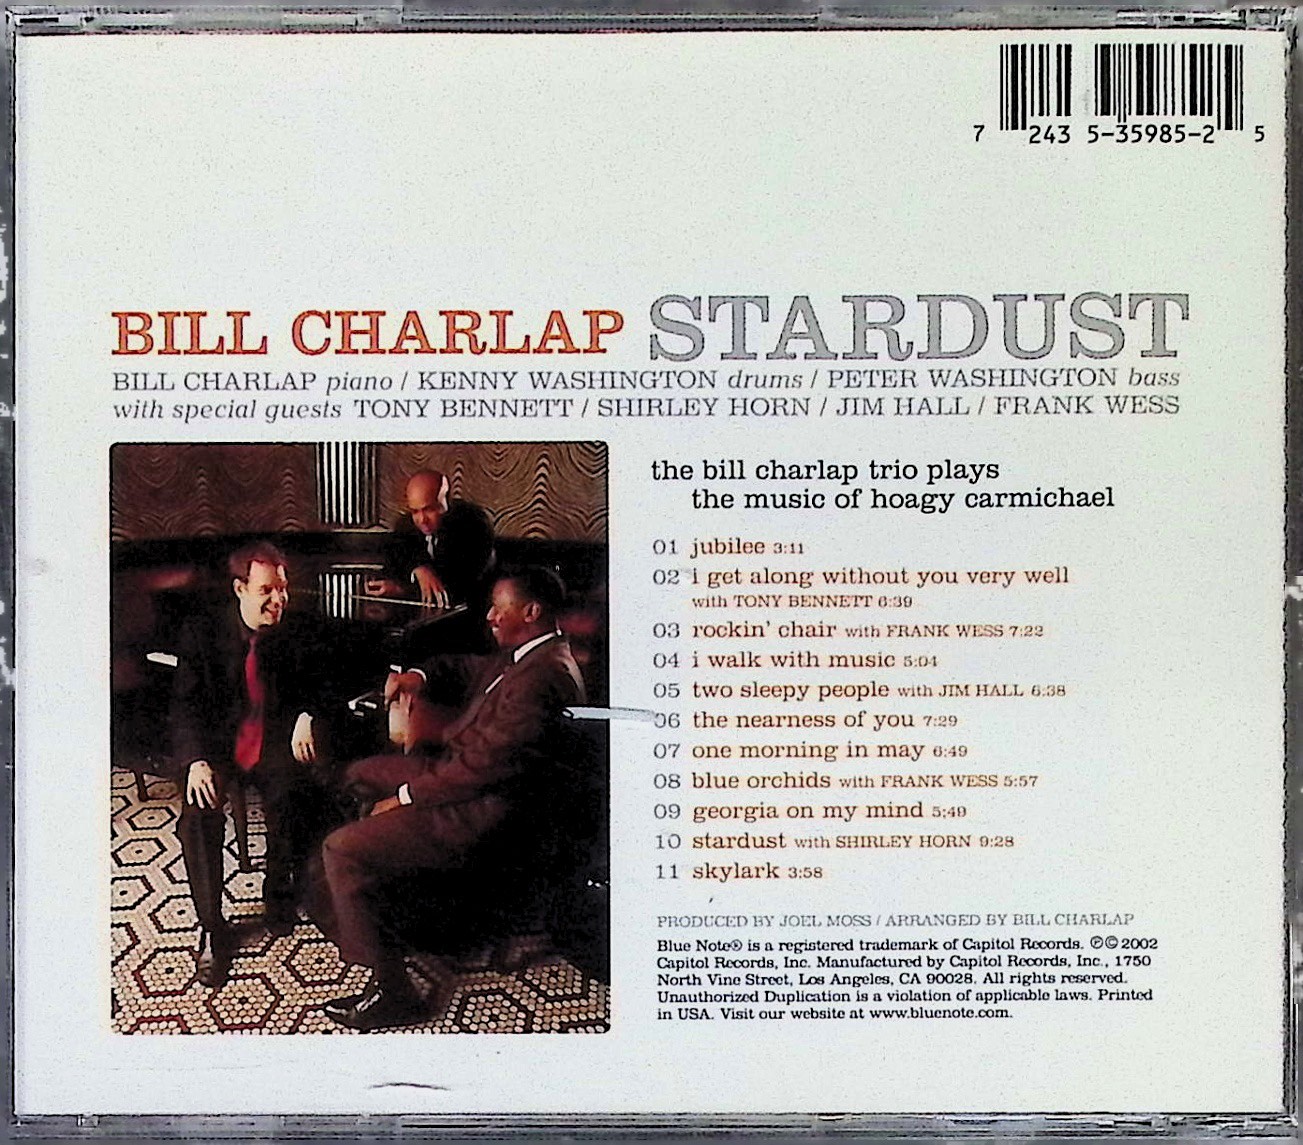 7 243 5-35985-2 5
BILL CHARLAP STARDUST
BILL CHARLAP piano / KENNY WASHINGTON drums / PETER WASHINGTON bass
with special guests TONY BENNETT / SHIRLEY HORN / JIM HALL / FRANK WESS
the bill charlap trio plays
the music of hoagy carmichael
01 jubilee 3:11
02 i get along without you very well
with TONY BENNETT 6:39
03 rockin' chair with FRANK WESS 7:22
04 i walk with music 5:04
05 two sleepy people with JIM HALL 6:38
06 the nearness of you 7:29
07 one morning in may 6:49
08 blue orchids with FRANK WESS 5:57
09 georgia on my mind 5:49
10 stardust with SHIRLEY HORN 9:28
11 skylark 3:58
PRODUCED BY JOEL MOSS / ARRANGED BY BILL CHARLAP
Blue Note® is a registered trademark of Capitol Records. ℗© 2002
Capitol Records, Inc. Manufactured by Capitol Records, Inc., 1750
North Vine Street, Los Angeles, CA 90028. All rights reserved.
Unauthorized Duplication is a violation of applicable laws. Printed
in USA. Visit our website at www.bluenote.com.